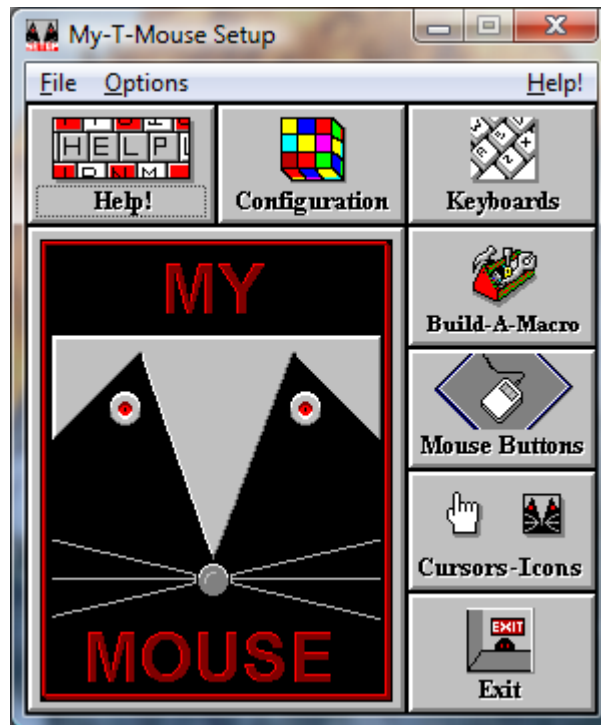 My-T-Mouse Setup
File Options Help!
HELP
Help!
Configuration
Keyboards
MY
MOUSE
Build-A-Macro
Mouse Buttons
Cursors-Icons
EXIT
Exit